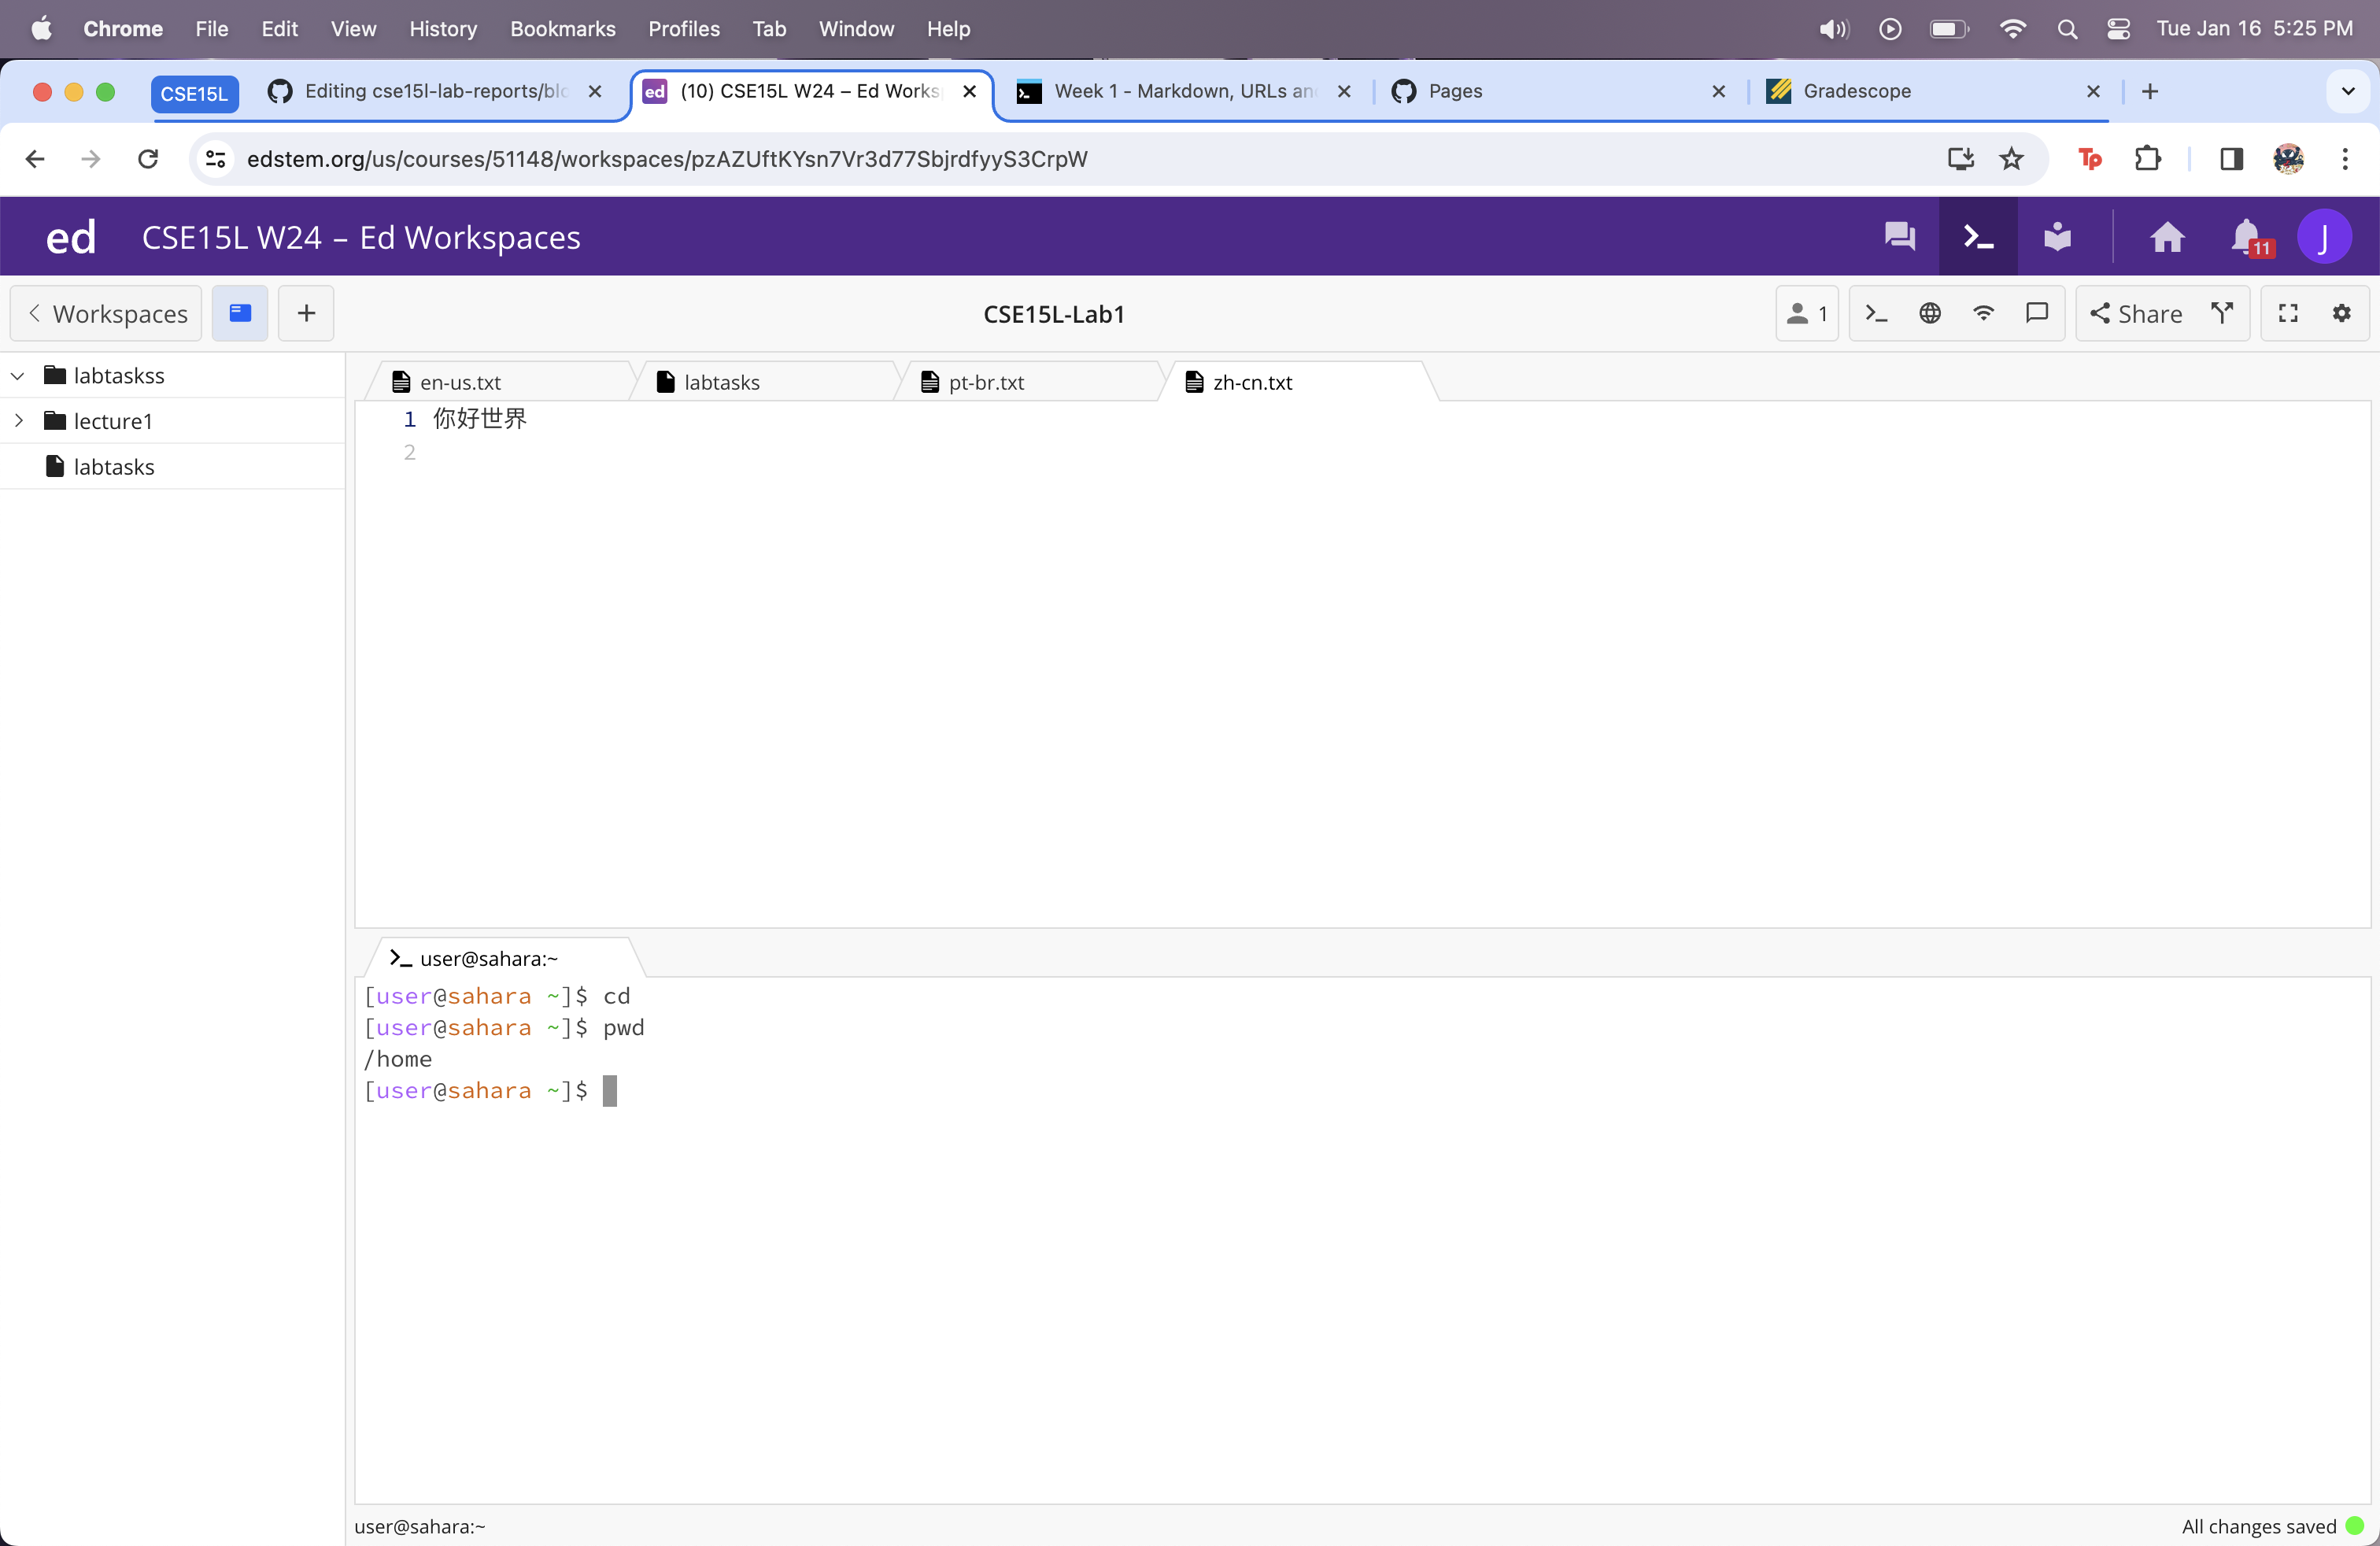 Chrome File Edit View History Bookmarks Profiles Tab Window Help Tue Jan 16 5:25 PM
CSE15L Editing cse15l-lab-reports/blo (10) CSE15L W24 – Ed Works Week 1 - Markdown, URLs an Pages Gradescope
edstem.org/us/courses/51148/workspaces/pzAZUftKYsn7Vr3d77SbjrdfyyS3CrpW Tp
ed CSE15L W24 – Ed Workspaces 11 J
Workspaces CSE15L-Lab1 1 Share
labtaskss
lecture1
labtasks
en-us.txt labtasks pt-br.txt zh-cn.txt
1 你好世界
2
user@sahara:~
[user@sahara ~]$ cd
[user@sahara ~]$ pwd
/home
[user@sahara ~]$
user@sahara:~ All changes saved